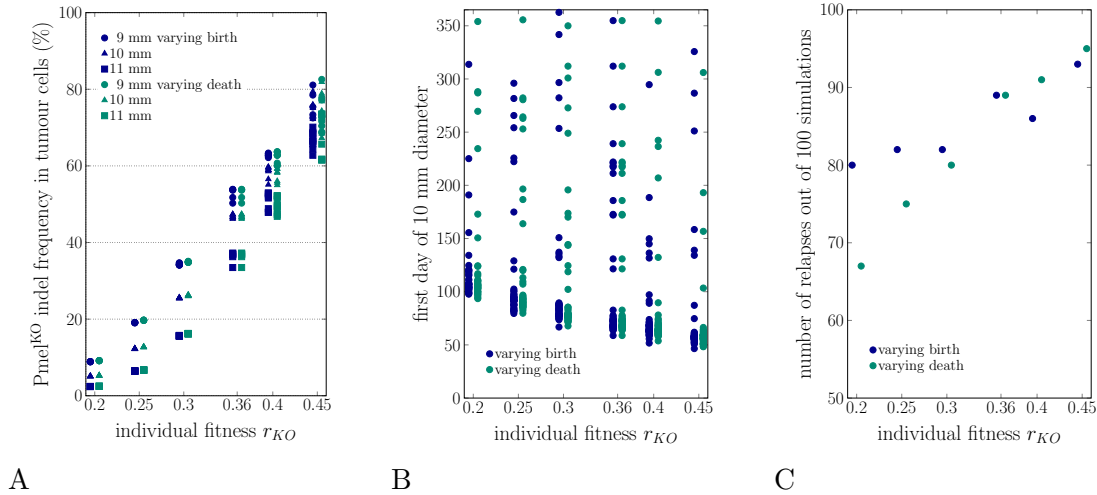 Pmel^KO indel frequency in tumour cells (%)
100
80
60
40
20
0
9 mm varying birth
10 mm
11 mm
9 mm varying death
10 mm
11 mm
0.2 0.25 0.3 0.36 0.4 0.45
individual fitness r_KO
A
first day of 10 mm diameter
350
300
250
200
150
100
50
0
varying birth
varying death
0.2 0.25 0.3 0.36 0.4 0.45
individual fitness r_KO
B
number of relapses out of 100 simulations
100
90
80
70
60
50
varying birth
varying death
0.2 0.25 0.3 0.36 0.4 0.45
individual fitness r_KO
C